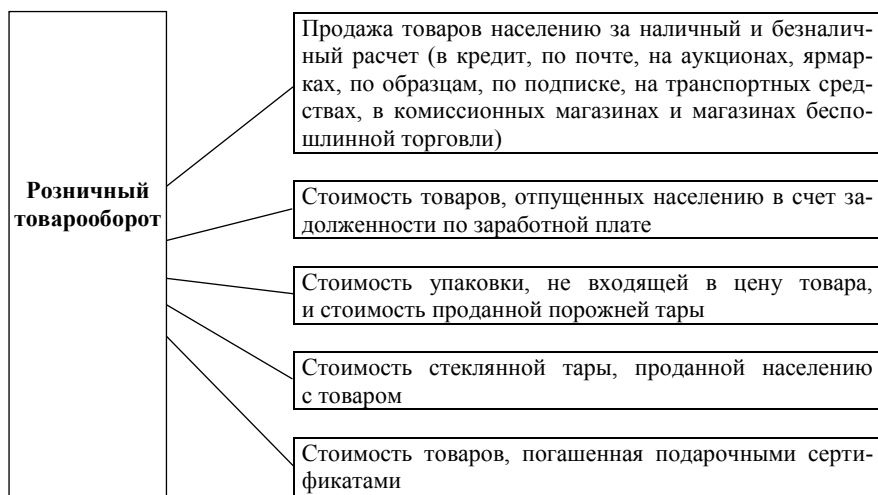 Продажа товаров населению за наличный и безналич-
ный расчет (в кредит, по почте, на аукционах, ярмар-
ках, по образцам, по подписке, на транспортных сред-
ствах, в комиссионных магазинах и магазинах беспо-
шлинной торговли)
Розничный
товарооборот
Стоимость товаров, отпущенных населению в счет за-
долженности по заработной плате
Стоимость упаковки, не входящей в цену товара,
и стоимость проданной порожней тары
Стоимость стеклянной тары, проданной населению
с товаром
Стоимость товаров, погашенная подарочными серти-
фикатами